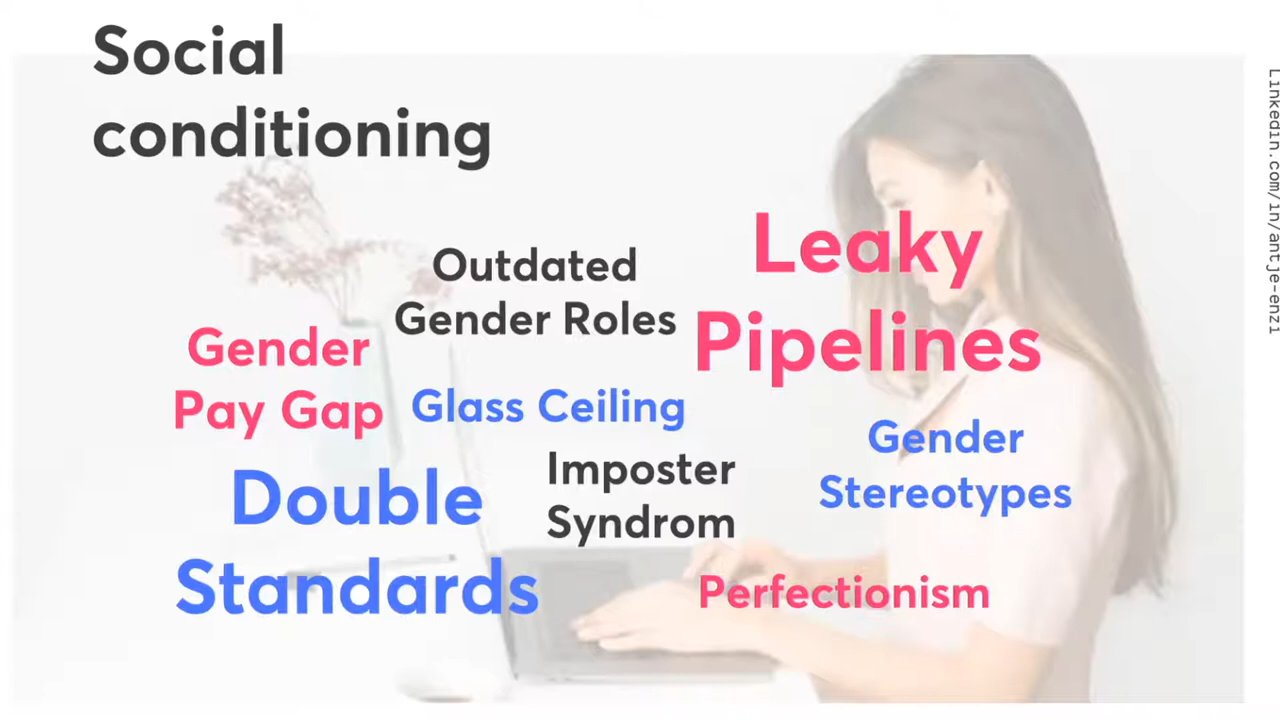 Social
conditioning
Outdated
Gender Roles
Leaky
Pipelines
Gender
Pay Gap
Glass Ceiling
Gender
Stereotypes
Double
Standards
Imposter
Syndrom
Perfectionism
Linkedin.com/in/antje-enzi